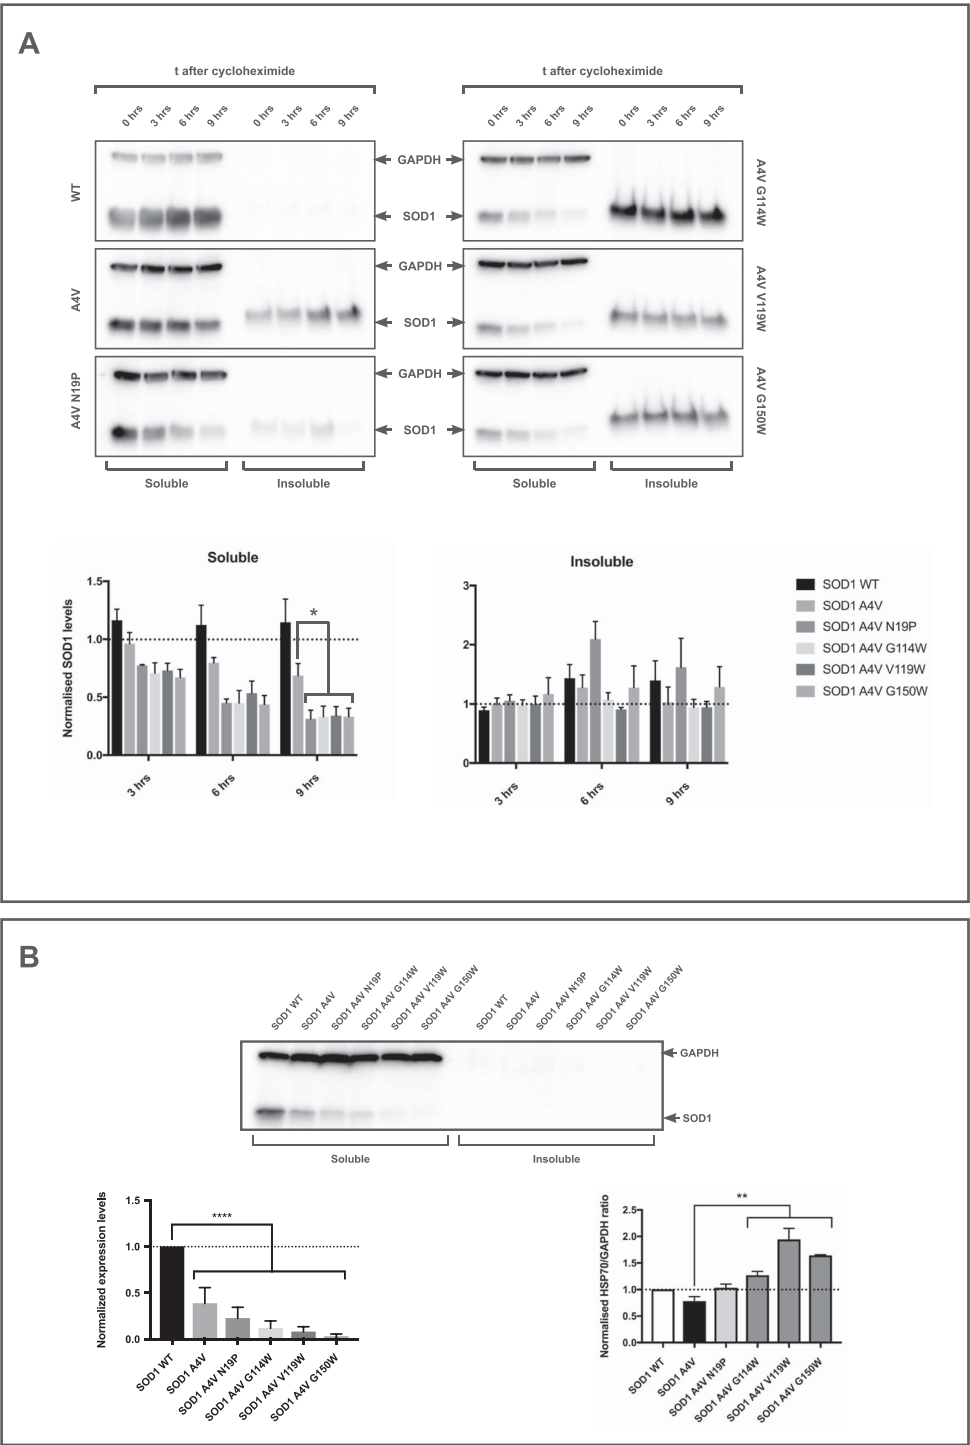 A
t after cycloheximide
t after cycloheximide
0 hrs 3 hrs 6 hrs 9 hrs 0 hrs 3 hrs 6 hrs 9 hrs
0 hrs 3 hrs 6 hrs 9 hrs 0 hrs 3 hrs 6 hrs 9 hrs
WT
GAPDH
SOD1
A4V G114W
A4V
GAPDH
SOD1
A4V V119W
A4V N19P
GAPDH
SOD1
A4V G150W
Soluble Insoluble
Soluble Insoluble
Soluble
Normalised SOD1 levels
1.5
1.0
0.5
0.0
*
3 hrs 6 hrs 9 hrs
Insoluble
3
2
1
0
3 hrs 6 hrs 9 hrs
SOD1 WT
SOD1 A4V
SOD1 A4V N19P
SOD1 A4V G114W
SOD1 A4V V119W
SOD1 A4V G150W
B
SOD1 WT SOD1 A4V SOD1 A4V N19P SOD1 A4V G114W SOD1 A4V V119W SOD1 A4V G150W
SOD1 WT SOD1 A4V SOD1 A4V N19P SOD1 A4V G114W SOD1 A4V V119W SOD1 A4V G150W
GAPDH
SOD1
Soluble Insoluble
Normalized expression levels
1.5
1.0
0.5
0.0
****
SOD1 WT SOD1 A4V SOD1 A4V N19P SOD1 A4V G114W SOD1 A4V V119W SOD1 A4V G150W
Normalised HSP70/GAPDH ratio
2.5
2.0
1.5
1.0
0.5
0.0
**
SOD1 WT SOD1 A4V SOD1 A4V N19P SOD1 A4V G114W SOD1 A4V V119W SOD1 A4V G150W